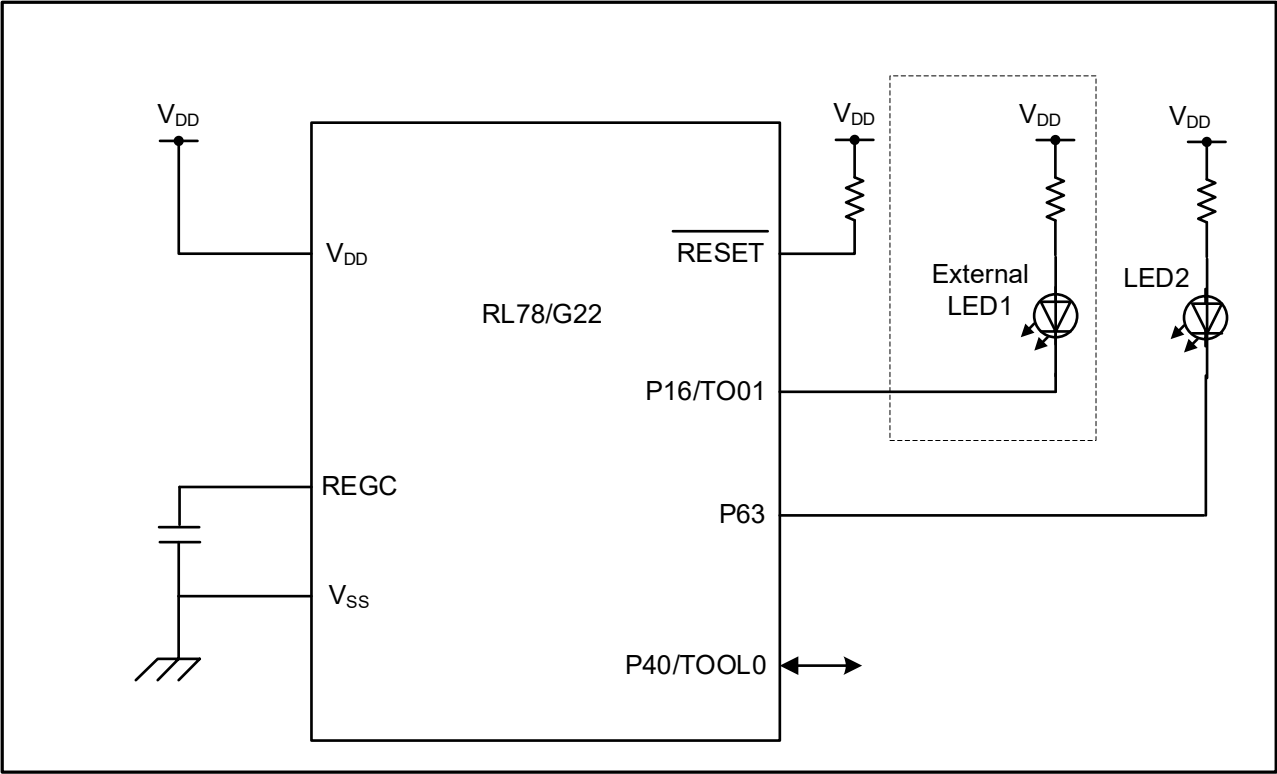 VDD
VDD
VDD
VDD
VDD
RESET
External
LED1
LED2
RL78/G22
P16/TO01
REGC
P63
VSS
P40/TOOL0